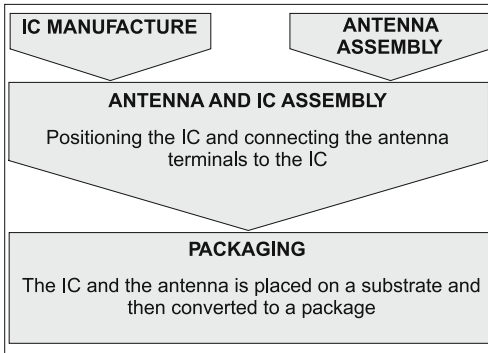 IC MANUFACTURE
ANTENNA
ASSEMBLY
ANTENNA AND IC ASSEMBLY
Positioning the IC and connecting the antenna
terminals to the IC
PACKAGING
The IC and the antenna is placed on a substrate and
then converted to a package